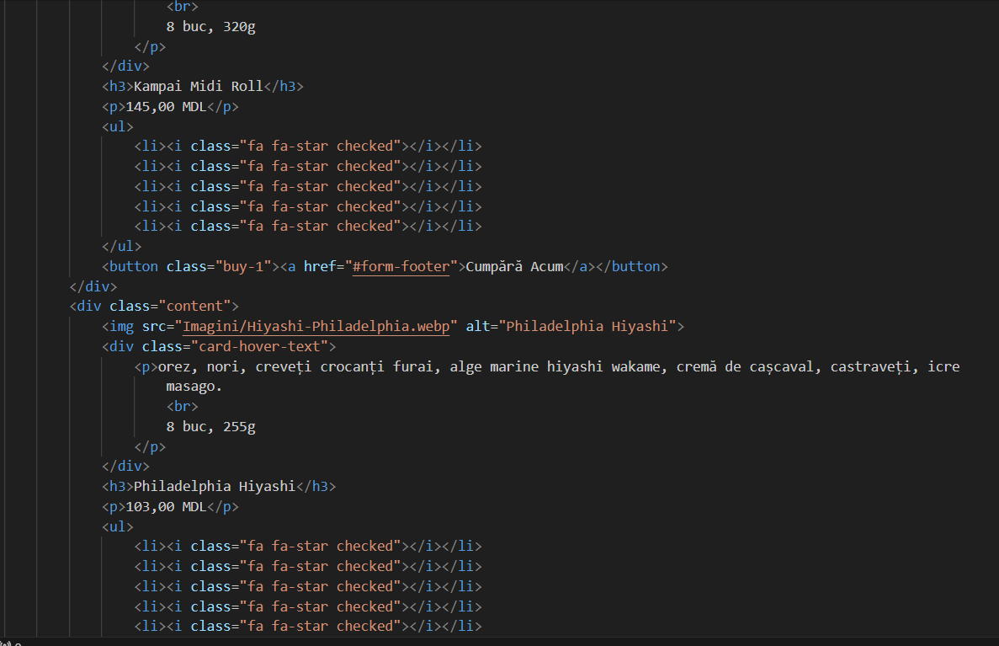 <br>
8 buc, 320g
</p>
</div>
<h3>Kampai Midi Roll</h3>
<p>145,00 MDL</p>
<ul>
<li><i class="fa fa-star checked"></i></li>
<li><i class="fa fa-star checked"></i></li>
<li><i class="fa fa-star checked"></i></li>
<li><i class="fa fa-star checked"></i></li>
<li><i class="fa fa-star checked"></i></li>
</ul>
<button class="buy-1"><a href="#form-footer">Cumpără Acum</a></button>
</div>
<div class="content">
<img src="Imagini/Hiyashi-Philadelphia.webp" alt="Philadelphia Hiyashi">
<div class="card-hover-text">
<p>orez, nori, creveți crocanți furai, alge marine hiyashi wakame, cremă de cașcaval, castraveți, icre
masago.
<br>
8 buc, 255g
</p>
</div>
<h3>Philadelphia Hiyashi</h3>
<p>103,00 MDL</p>
<ul>
<li><i class="fa fa-star checked"></i></li>
<li><i class="fa fa-star checked"></i></li>
<li><i class="fa fa-star checked"></i></li>
<li><i class="fa fa-star checked"></i></li>
<li><i class="fa fa-star checked"></i></li>